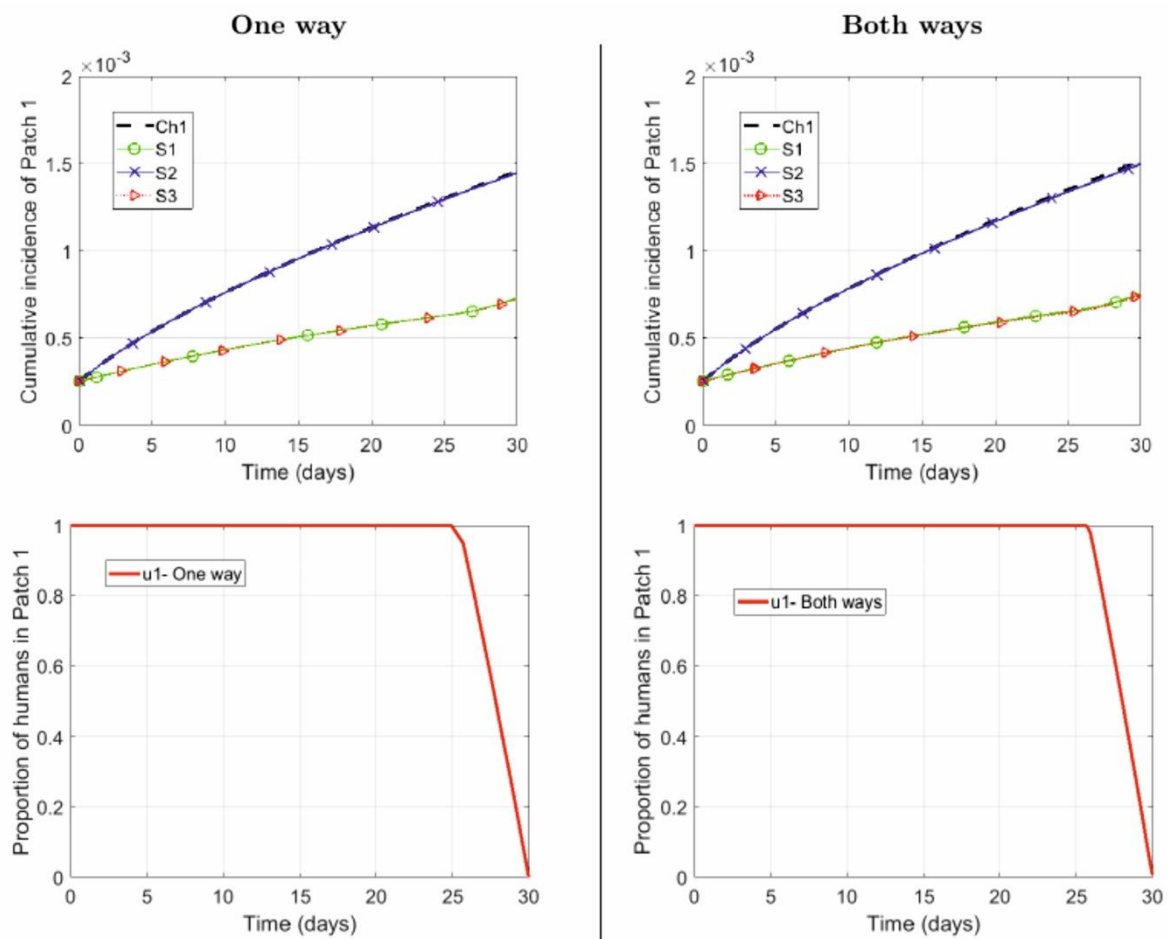 One way
×10⁻³
2
1.5
1
0.5
0
Cumulative incidence of Patch 1
Ch1
S1
S2
S3
0 5 10 15 20 25 30
Time (days)
1
0.8
0.6
0.4
0.2
0
Proportion of humans in Patch 1
u1- One way
0 5 10 15 20 25 30
Time (days)
Both ways
×10⁻³
2
1.5
1
0.5
0
Cumulative incidence of Patch 1
Ch1
S1
S2
S3
0 5 10 15 20 25 30
Time (days)
1
0.8
0.6
0.4
0.2
0
Proportion of humans in Patch 1
u1- Both ways
0 5 10 15 20 25 30
Time (days)